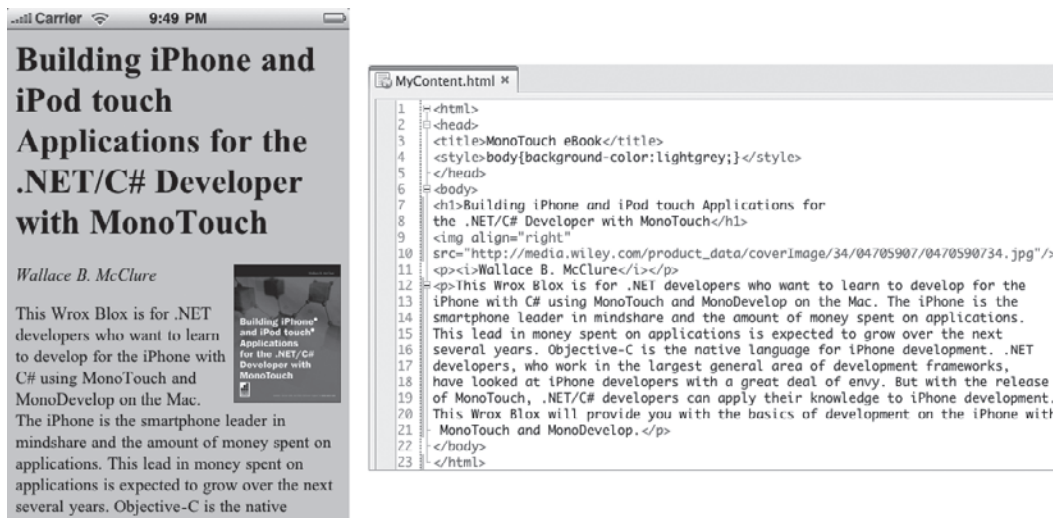 Carrier 9:49 PM
Building iPhone and
iPod touch
Applications for the
.NET/C# Developer
with MonoTouch
Wallace B. McClure
Building iPhone
and iPod touch
Applications
for the .NET/C#
Developer with
MonoTouch
This Wrox Blox is for .NET
developers who want to learn
to develop for the iPhone with
C# using MonoTouch and
MonoDevelop on the Mac.
The iPhone is the smartphone leader in
mindshare and the amount of money spent on
applications. This lead in money spent on
applications is expected to grow over the next
several years. Objective-C is the native
MyContent.html
1 <html>
2 <head>
3 <title>MonoTouch eBook</title>
4 <style>body{background-color:lightgrey;}</style>
5 </head>
6 <body>
7 <h1>Building iPhone and iPod touch Applications for
8 the .NET/C# Developer with MonoTouch</h1>
9 <img align="right"
10 src="http://media.wiley.com/product_data/coverImage/34/04705907/0470590734.jpg"/>
11 <p><i>Wallace B. McClure</i></p>
12 <p>This Wrox Blox is for .NET developers who want to learn to develop for the
13 iPhone with C# using MonoTouch and MonoDevelop on the Mac. The iPhone is the
14 smartphone leader in mindshare and the amount of money spent on applications.
15 This lead in money spent on applications is expected to grow over the next
16 several years. Objective-C is the native language for iPhone development. .NET
17 developers, who work in the largest general area of development frameworks,
18 have looked at iPhone developers with a great deal of envy. But with the release
19 of MonoTouch, .NET/C# developers can apply their knowledge to iPhone development.
20 This Wrox Blox will provide you with the basics of development on the iPhone with
21 MonoTouch and MonoDevelop.</p>
22 </body>
23 </html>